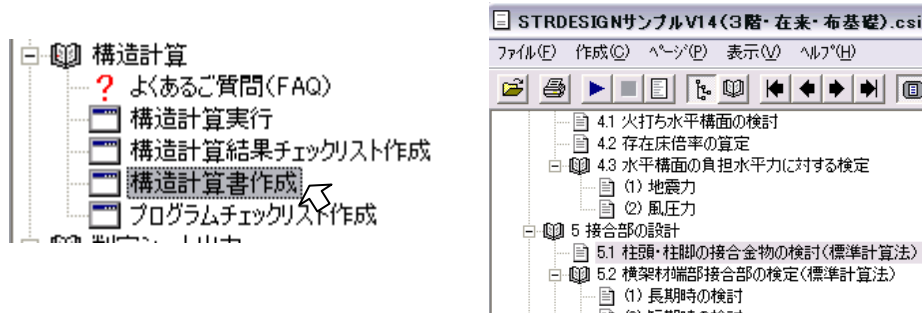 構造計算
? よくあるご質問(FAQ)
構造計算実行
構造計算結果チェックリスト作成
構造計算書作成
プログラムチェックリスト作成
STRDESIGNサンプルV14(3階・在来・布基礎).csi
ファイル(F) 作成(C) ページ(P) 表示(V) ヘルプ(H)
4.1 火打ち水平構面の検討
4.2 存在床倍率の算定
4.3 水平構面の負担水平力に対する検定
(1) 地震力
(2) 風圧力
5 接合部の設計
5.1 柱頭・柱脚の接合金物の検討(標準計算法)
5.2 横架材端部接合部の検定(標準計算法)
(1) 長期時の検討